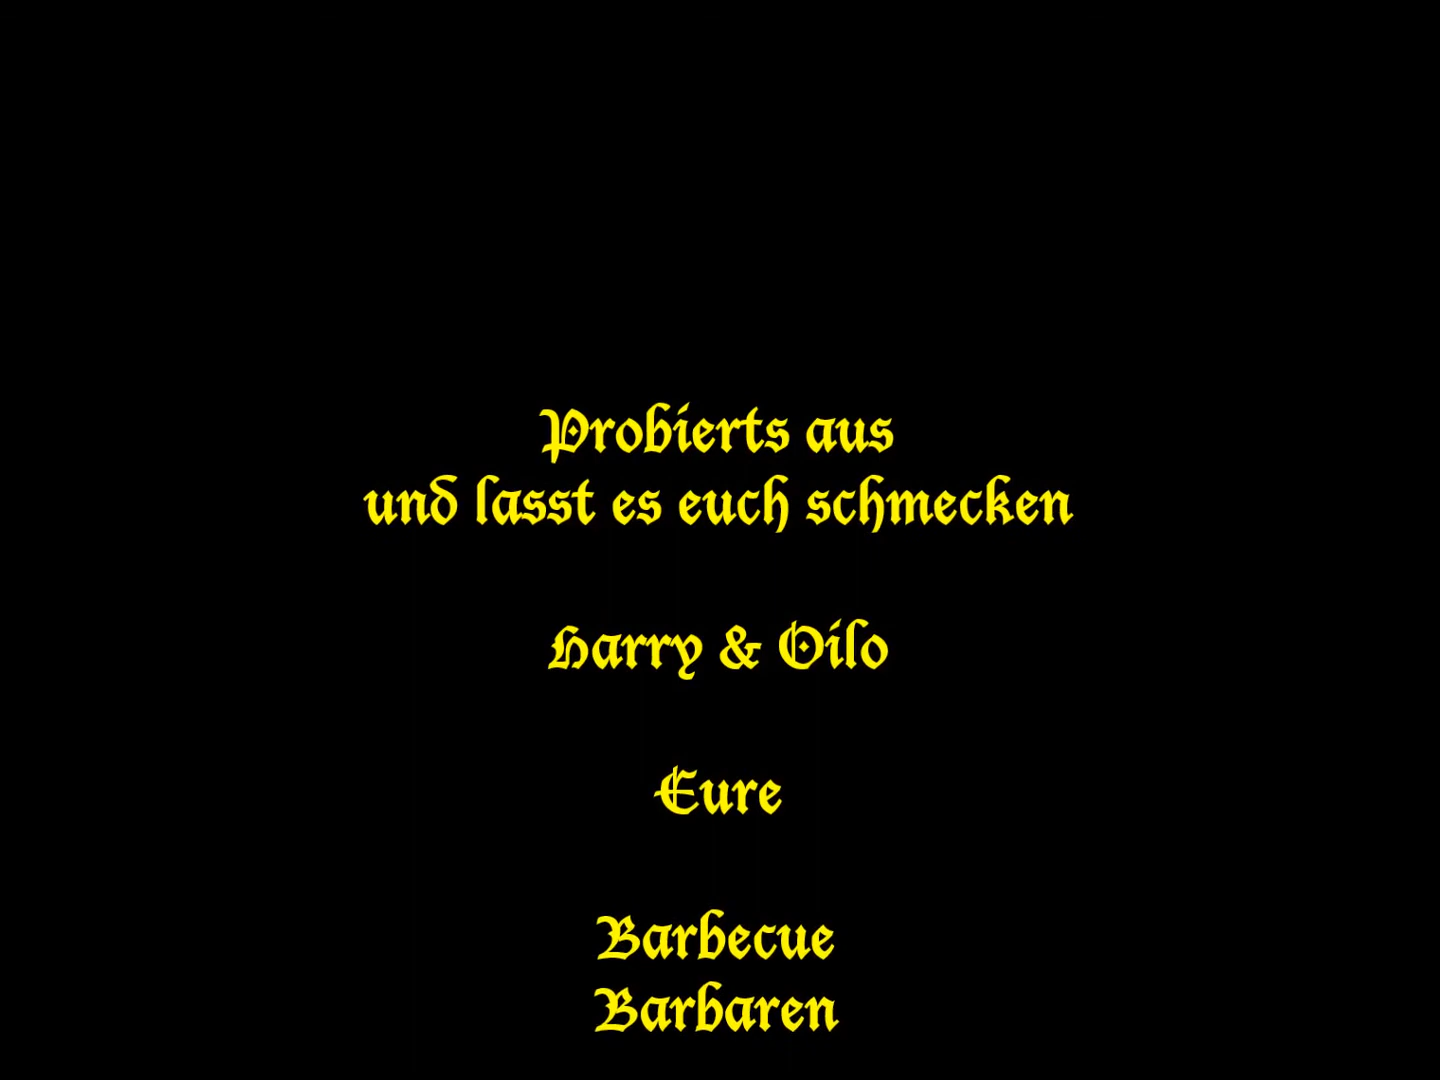 Probierts aus
und lasst es euch schmecken
Harry & Oilo
Eure
Barbecue
Barbaren